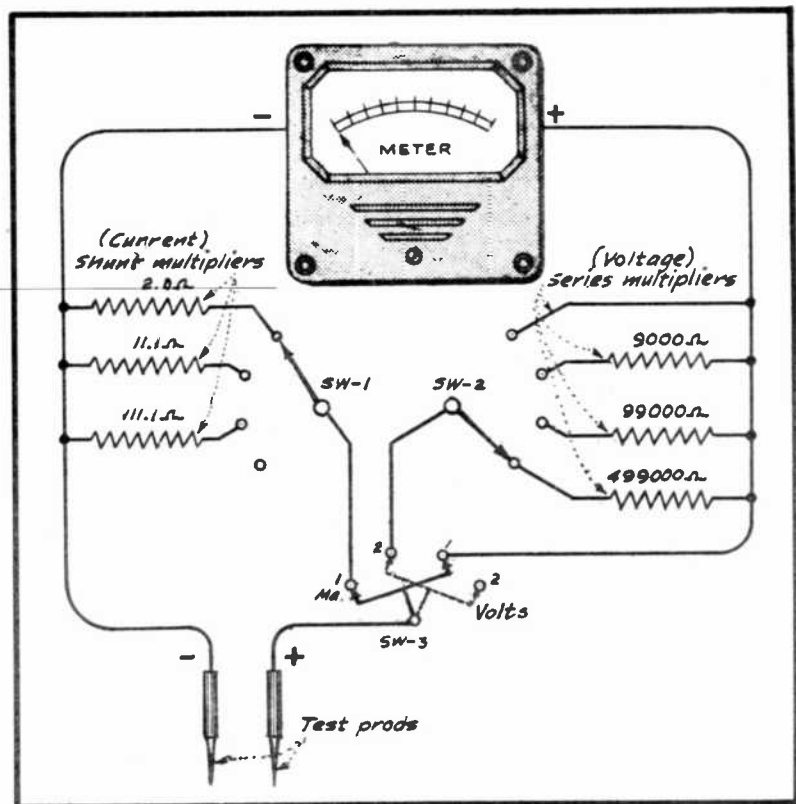 -
+
METER
(Current)
Shunt multipliers
2.0Ω
11.1Ω
111.1Ω
(Voltage)
Series multipliers
9000Ω
99000Ω
499000Ω
SW-1
SW-2
2
1
Ma.
2
Volts
SW-3
-
+
Test prods